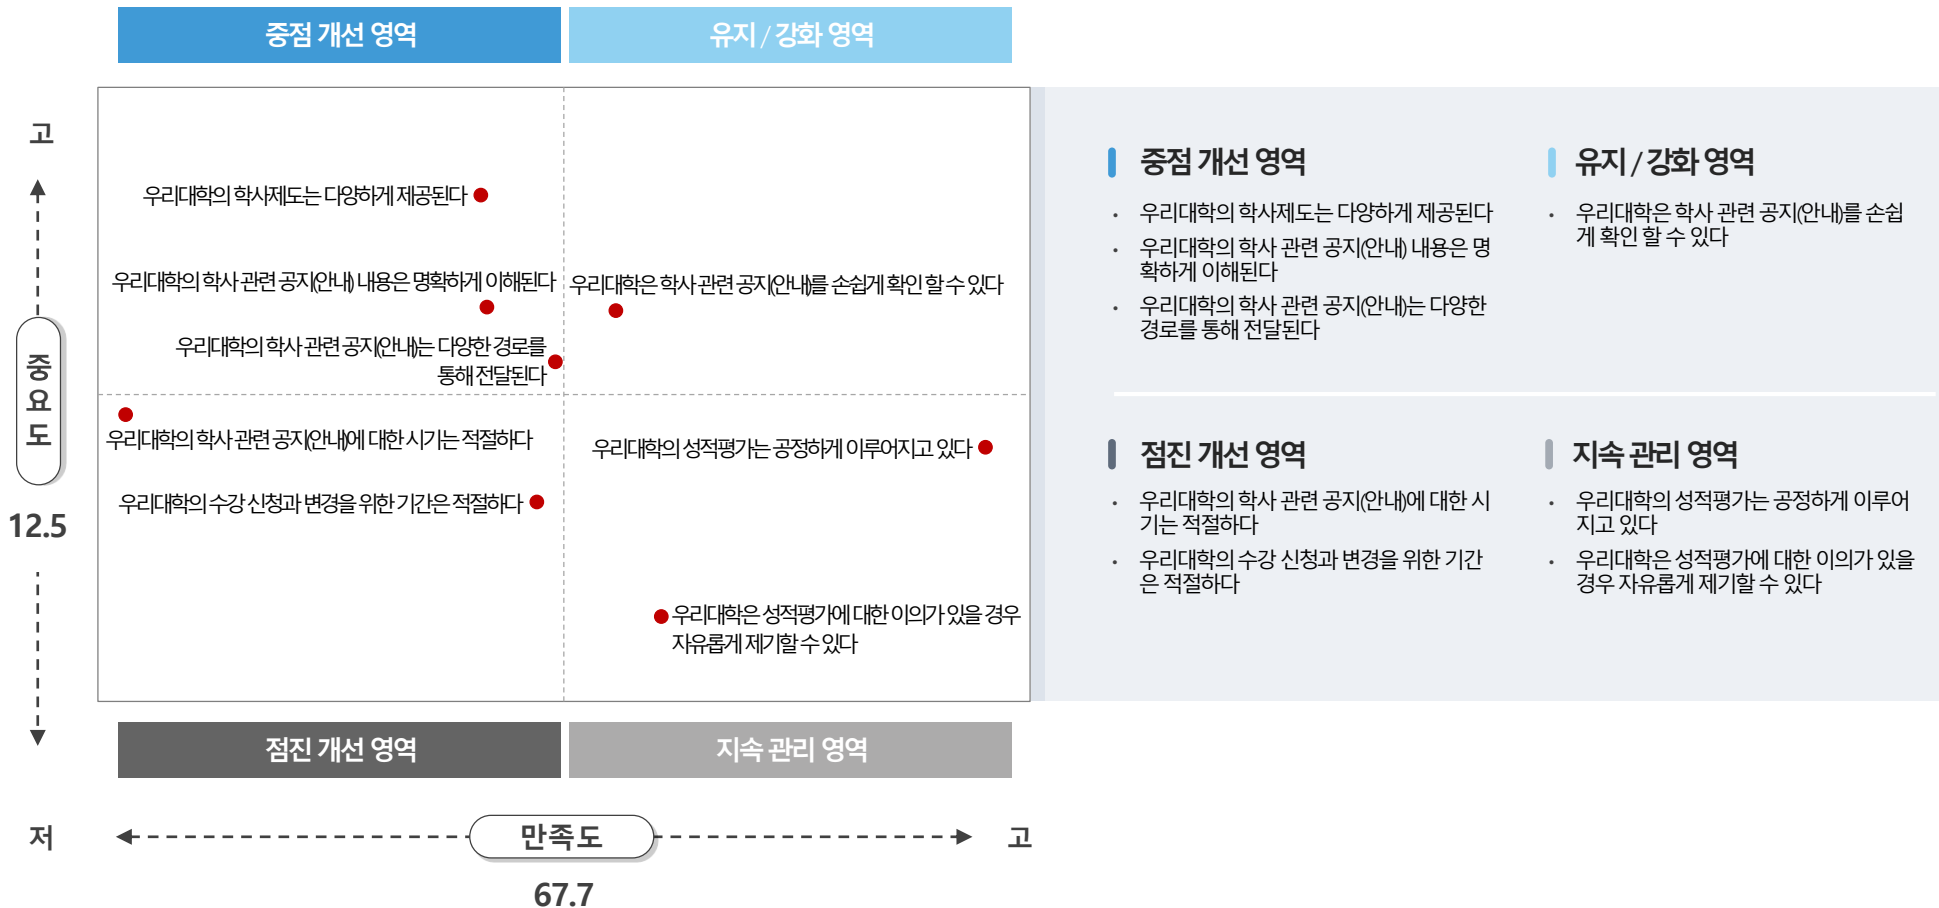 중점 개선 영역
유지 / 강화 영역
고
중요도
12.5
저
우리대학의 학사제도는 다양하게 제공된다
우리대학의 학사 관련 공지(안내) 내용은 명확하게 이해된다
우리대학은 학사 관련 공지(안내)를 손쉽게 확인 할 수 있다
우리대학의 학사 관련 공지(안내)는 다양한 경로를
통해 전달된다
우리대학의 학사 관련 공지(안내)에 대한 시기는 적절하다
우리대학의 성적평가는 공정하게 이루어지고 있다
우리대학의 수강 신청과 변경을 위한 기간은 적절하다
우리대학은 성적평가에 대한 이의가 있을 경우
자유롭게 제기할 수 있다
점진 개선 영역
지속 관리 영역
만족도
고
67.7
중점 개선 영역
우리대학의 학사제도는 다양하게 제공된다
우리대학의 학사 관련 공지(안내) 내용은 명
확하게 이해된다
우리대학의 학사 관련 공지(안내)는 다양한
경로를 통해 전달된다
유지 / 강화 영역
우리대학은 학사 관련 공지(안내)를 손쉽
게 확인 할 수 있다
점진 개선 영역
우리대학의 학사 관련 공지(안내)에 대한 시
기는 적절하다
우리대학의 수강 신청과 변경을 위한 기간
은 적절하다
지속 관리 영역
우리대학의 성적평가는 공정하게 이루어
지고 있다
우리대학은 성적평가에 대한 이의가 있을
경우 자유롭게 제기할 수 있다